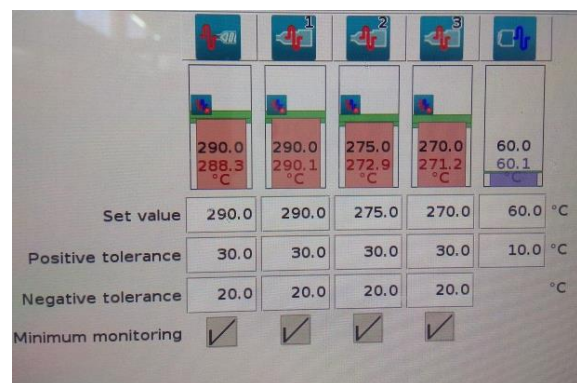 1 2 3
290.0 290.0 275.0 270.0 60.0
288.3 290.1 272.9 271.2 60.1
°C °C °C °C °C
Set value 290.0 290.0 275.0 270.0 60.0 °C
Positive tolerance 30.0 30.0 30.0 30.0 10.0 °C
Negative tolerance 20.0 20.0 20.0 20.0 °C
Minimum monitoring